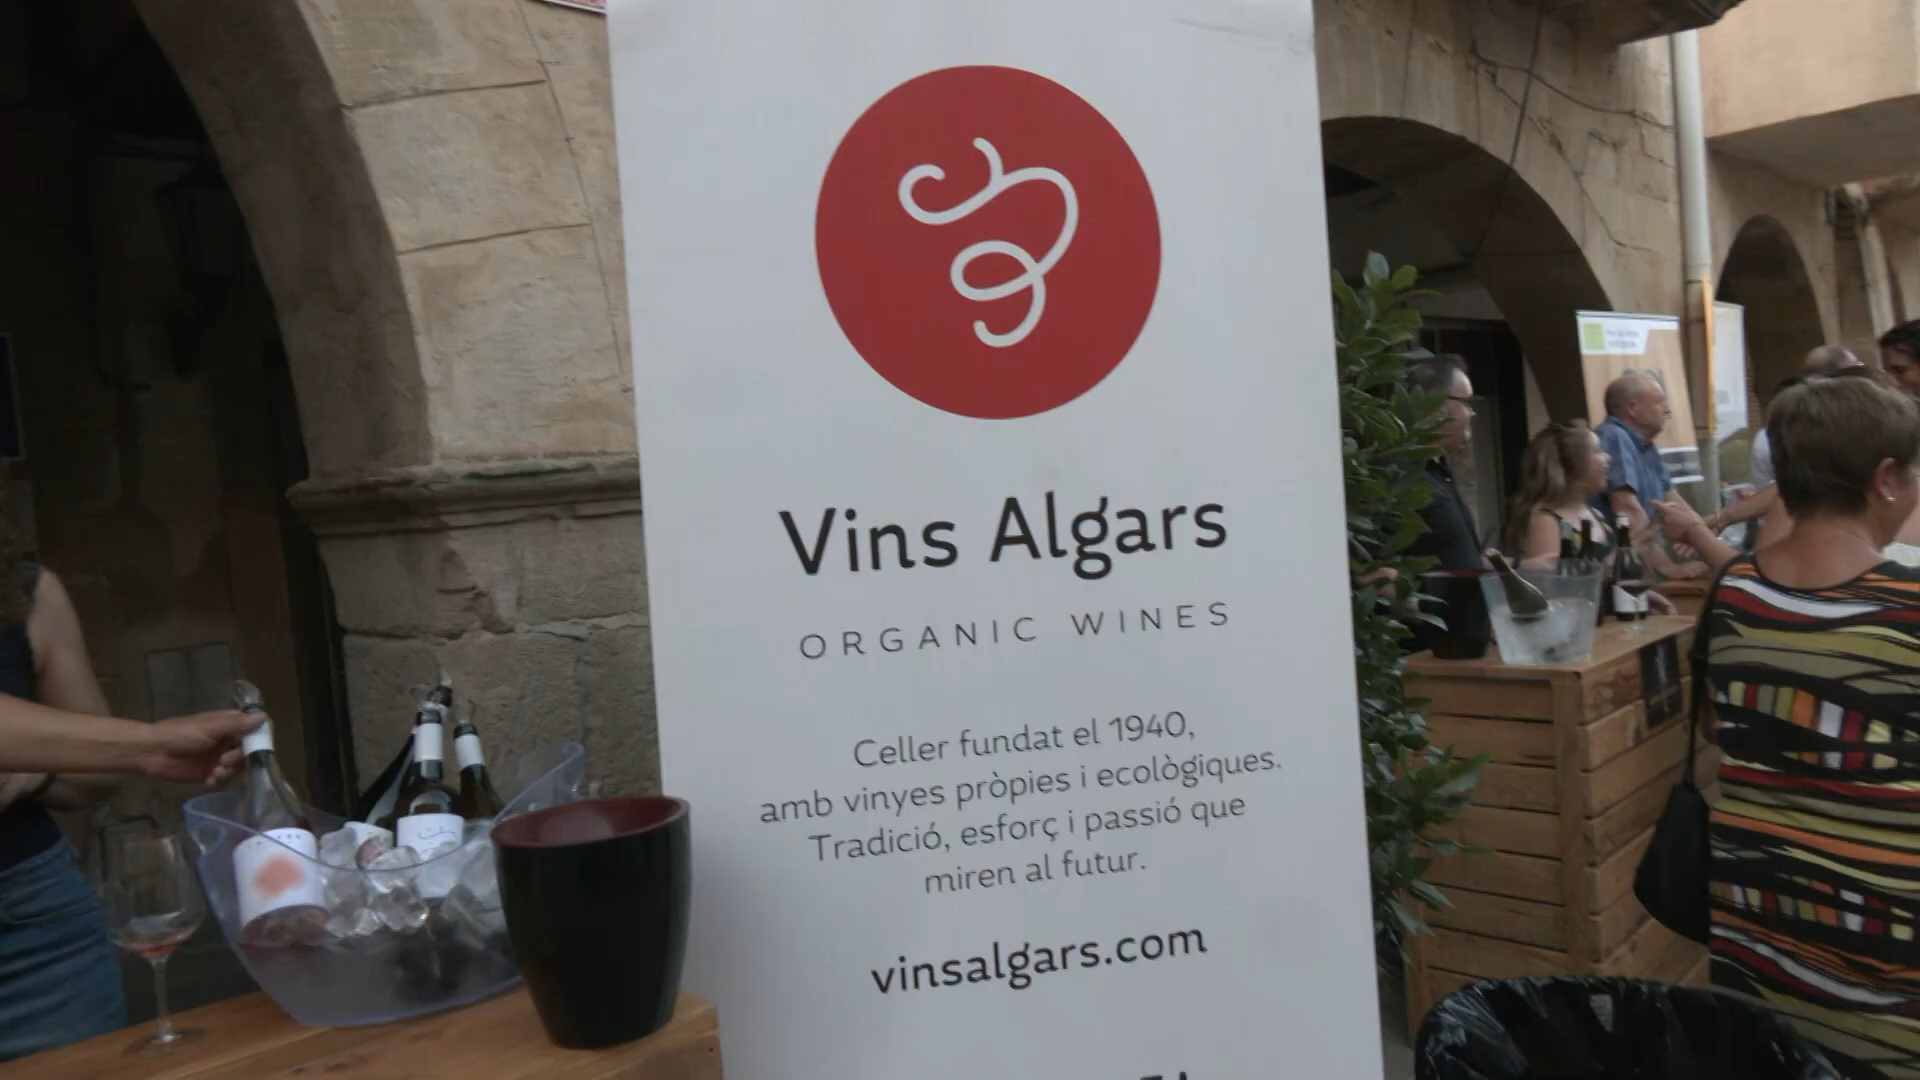 Vins Algars
ORGANIC WINES
Celler fundat el 1940,
amb vinyes pròpies i ecològiques.
Tradició, esforç i passió que
miren al futur.
vinsalgars.com